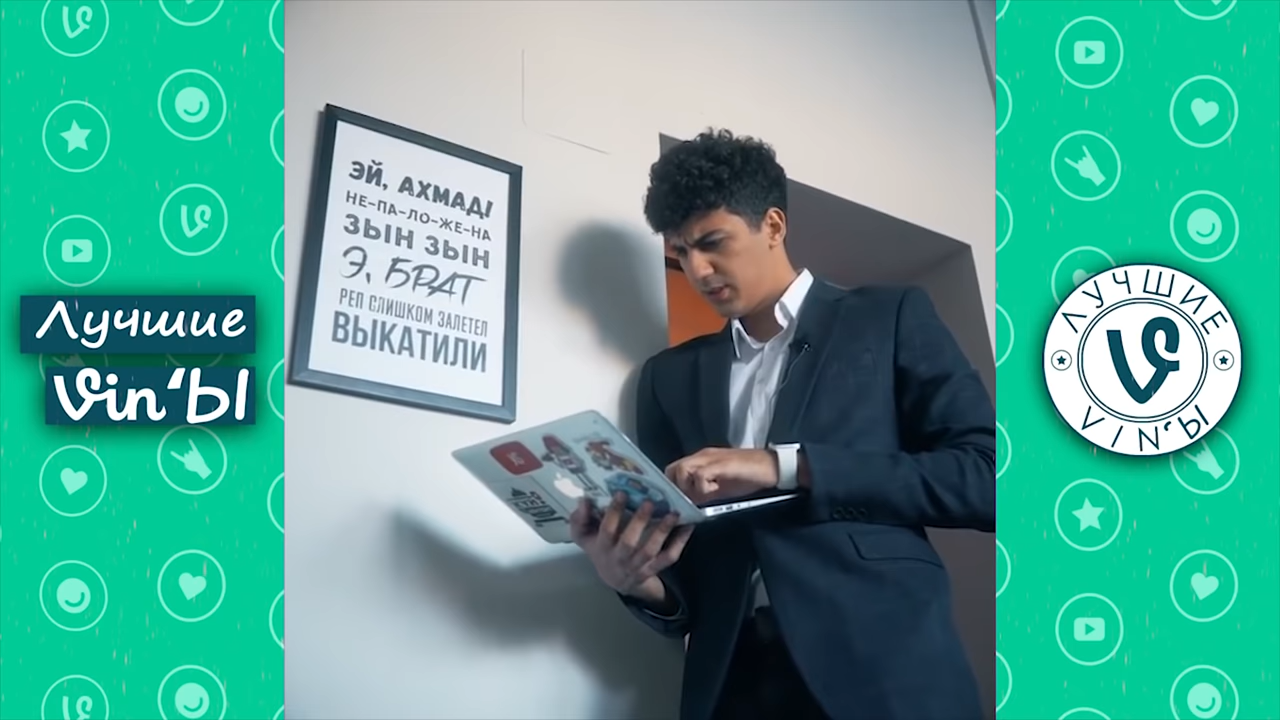 Лучшие
Vin'Ы
ЭЙ, АХМАД!
НЕ-ПА-ЛО-ЖЕ-НА
ЗЫН ЗЫН
Э, БРАТ
РЕП СЛИШКОМ ЗАЛЕТЕЛ
ВЫКАТИЛИ
ЛУЧШИЕ
VIN'Ы